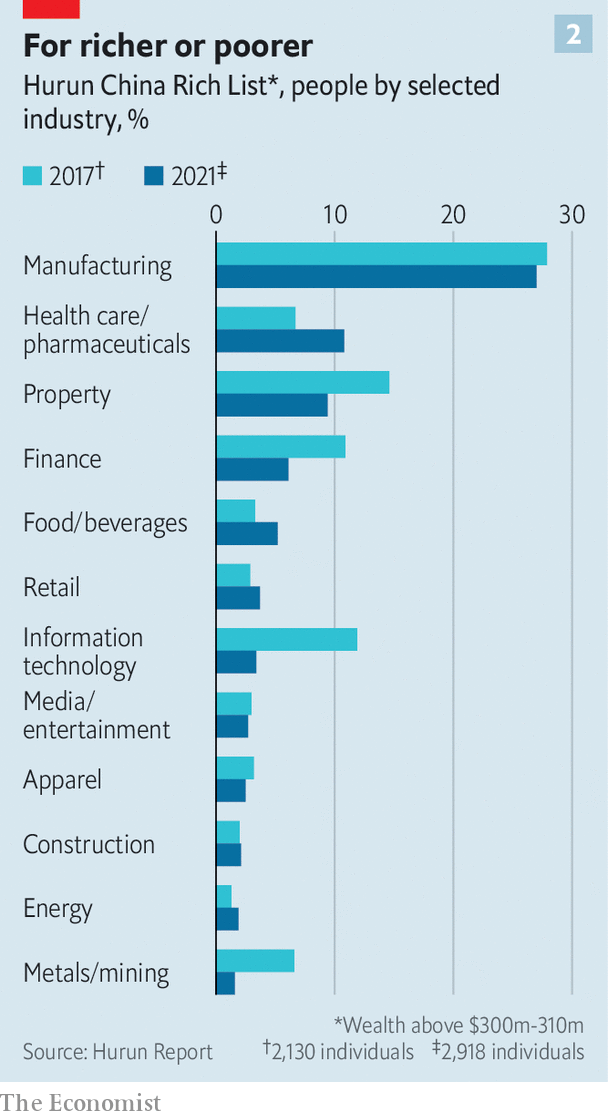 For richer or poorer
2
Hurun China Rich List*, people by selected
industry, %
2017† 2021‡
0 10 20 30
Manufacturing
Health care/
pharmaceuticals
Property
Finance
Food/beverages
Retail
Information
technology
Media/
entertainment
Apparel
Construction
Energy
Metals/mining
*Wealth above $300m-310m
Source: Hurun Report †2,130 individuals ‡2,918 individuals
The Economist